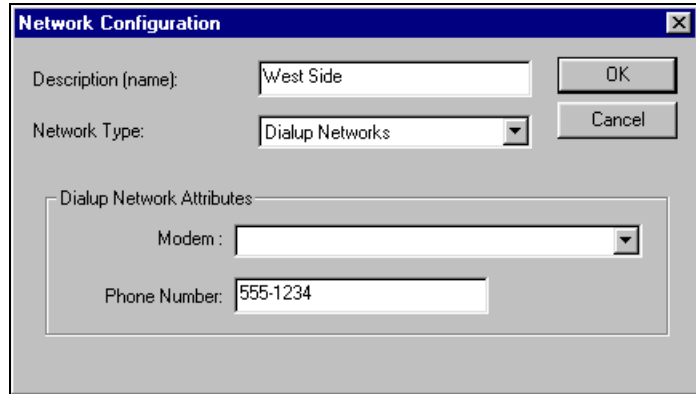 Network Configuration
Description (name): West Side OK
Network Type: Dialup Networks Cancel
Dialup Network Attributes
Modem :
Phone Number: 555-1234